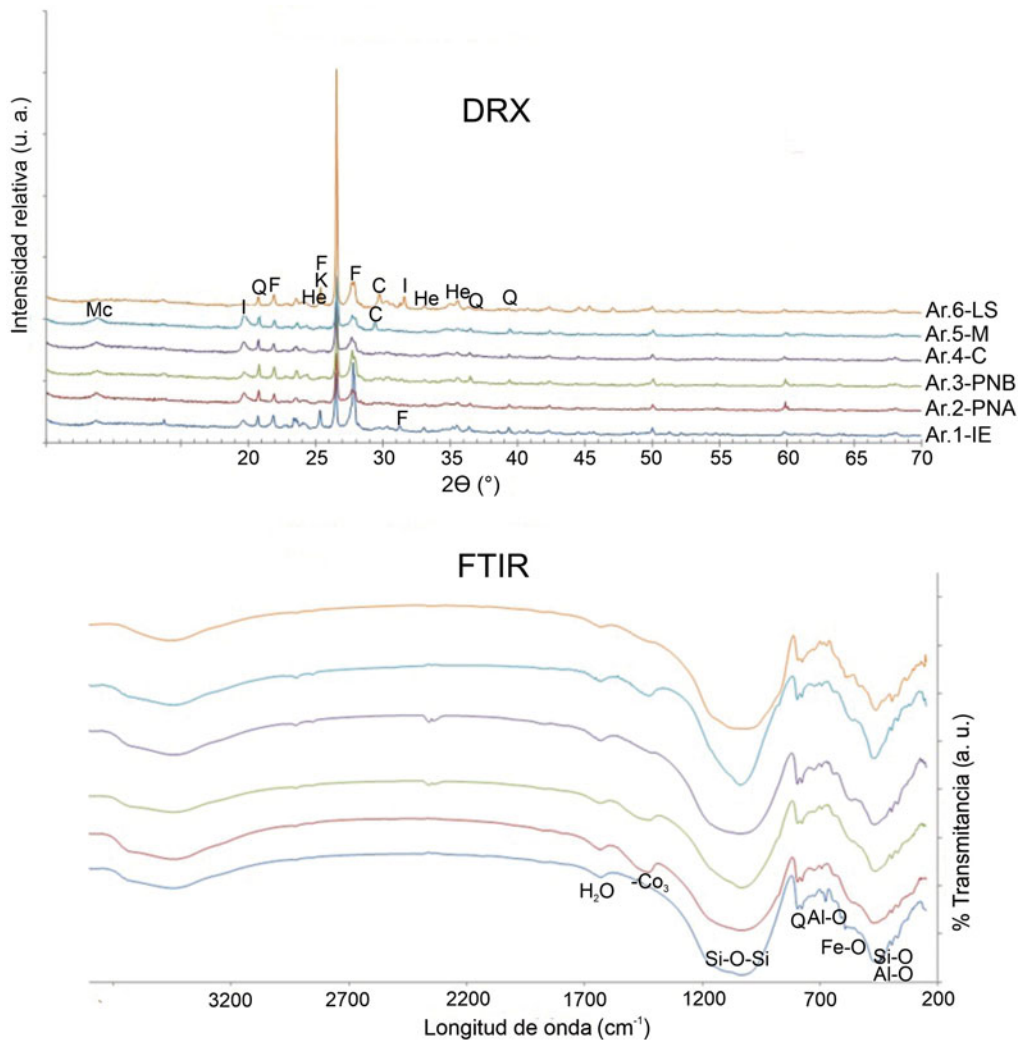 DRX
Intensidad relativa (u. a.)
Mc
I
Q
F
He
F
K
F
C
C
I
He
He
Q
Q
F
Ar.6-LS
Ar.5-M
Ar.4-C
Ar.3-PNB
Ar.2-PNA
Ar.1-IE
20 25 30 35 40 45 50 55 60 65 70
2Θ (°)
FTIR
% Transmitancia (a. u.)
H₂O
-Co₃
Si-O-Si
Q
Al-O
Fe-O
Si-O
Al-O
3200 2700 2200 1700 1200 700 200
Longitud de onda (cm⁻¹)